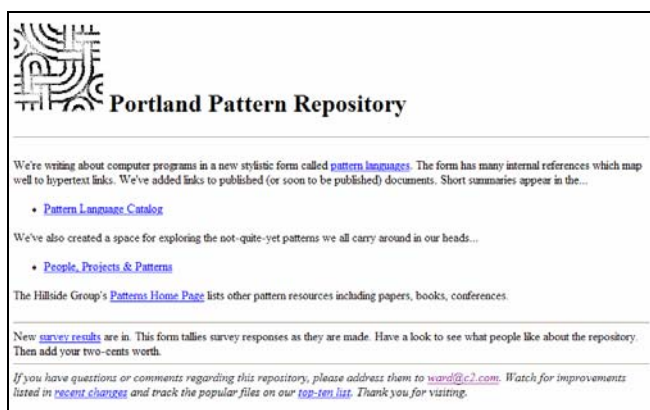 Portland Pattern Repository
We're writing about computer programs in a new stylistic form called pattern languages. The form has many internal references which map
well to hypertext links. We've added links to published (or soon to be published) documents. Short summaries appear in the...
• Pattern Language Catalog
We've also created a space for exploring the not-quite-yet patterns we all carry around in our heads...
• People, Projects & Patterns
The Hillside Group's Patterns Home Page lists other pattern resources including papers, books, conferences.
New survey results are in. This form tallies survey responses as they are made. Have a look to see what people like about the repository.
Then add your two-cents worth.
If you have questions or comments regarding this repository, please address them to ward@c2.com. Watch for improvements
listed in recent changes and track the popular files on our top-ten list. Thank you for visiting.